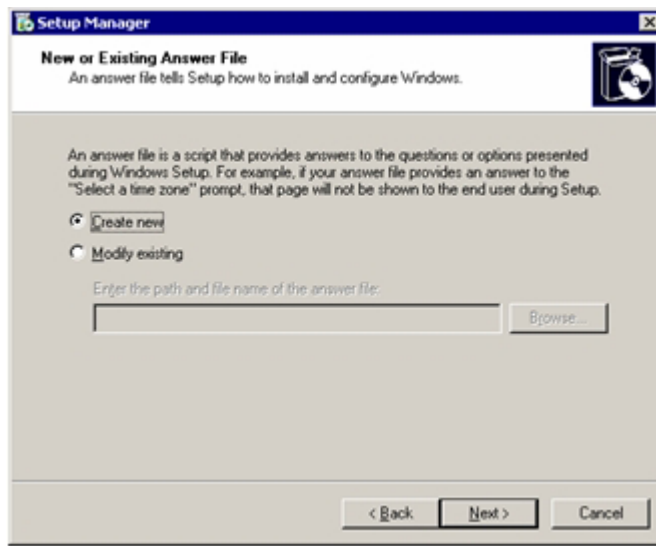 Setup Manager
New or Existing Answer File
An answer file tells Setup how to install and configure Windows.
An answer file is a script that provides answers to the questions or options presented
during Windows Setup. For example, if your answer file provides an answer to the
"Select a time zone" prompt, that page will not be shown to the end user during Setup.
Create new
Modify existing
Enter the path and file name of the answer file:
Browse...
< Back Next > Cancel